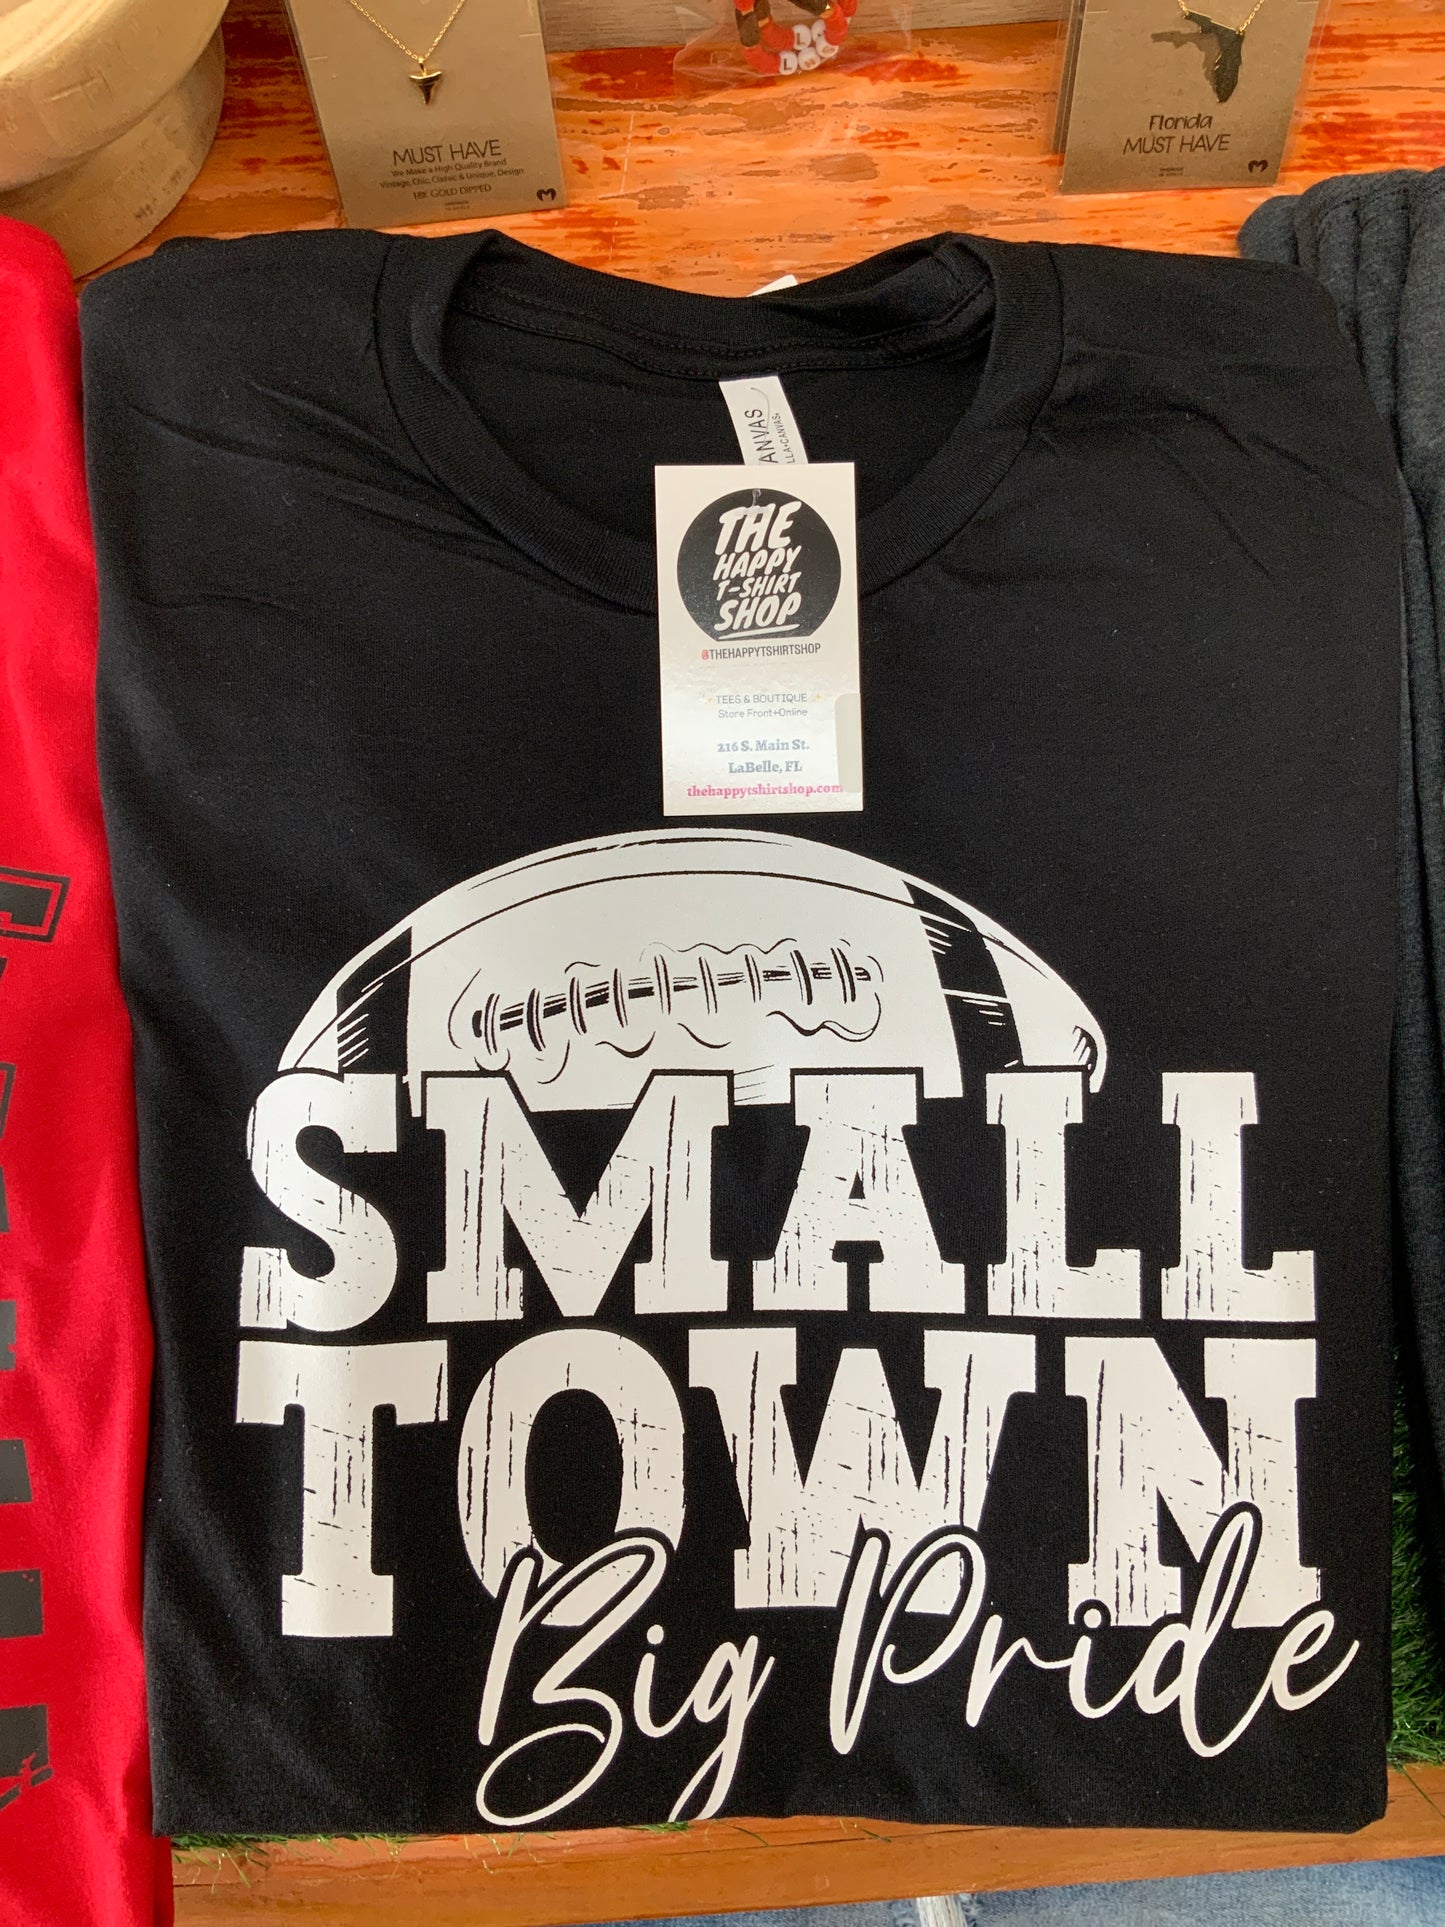 MUST HAVE
We Make a High Quality Brand
Vintage, Chic, Classic & Unique, Design
18K GOLD DIPPED
Florida
MUST HAVE
ANVAS
LLA+CANVAS
THE
HAPPY
T-SHIRT
SHOP
@THEHAPPYTSHIRTSHOP
TEES & BOUTIQUE
Store Front+Online
216 S. Main St.
LaBelle, FL
thehappytshirtshop.com
SMALL
TOWN
Big Pride